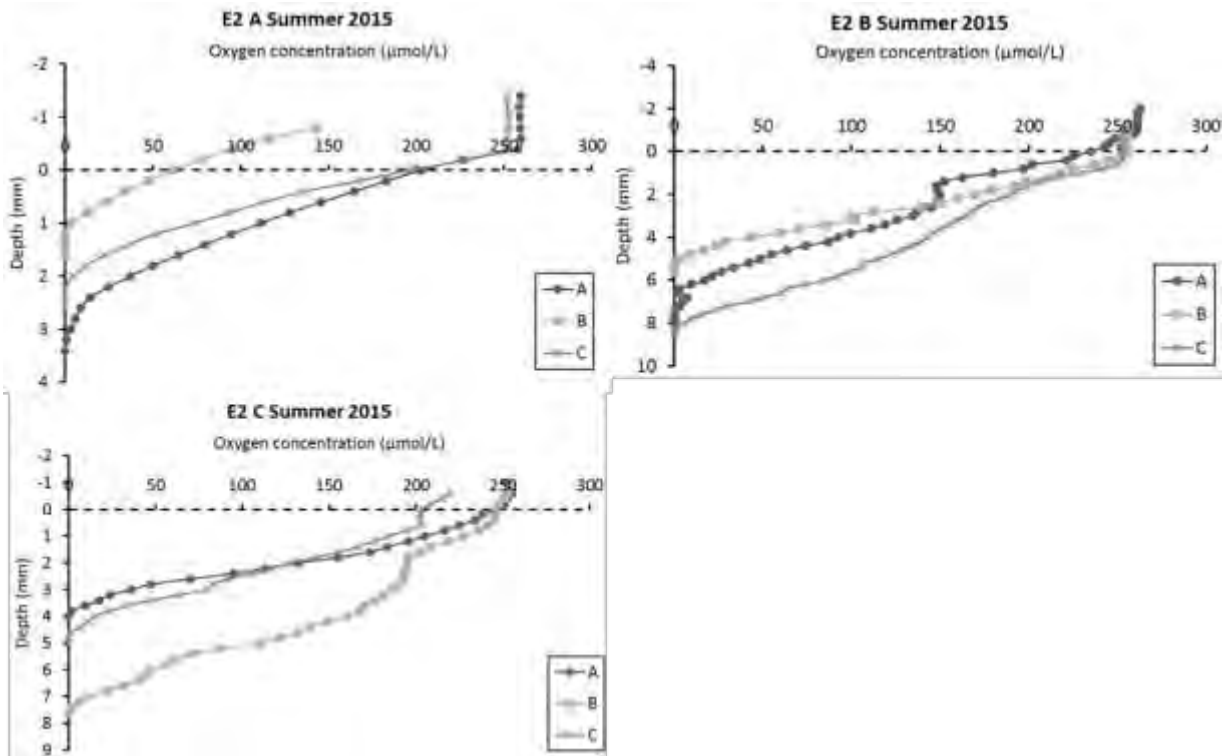 E2 A Summer 2015
Oxygen concentration (µmol/L)
-2
-1
0 50 100 150 200 250 300
0
1
2
3
4
Depth (mm)
A
B
C
E2 B Summer 2015
Oxygen concentration (µmol/L)
-4
-2
0 50 100 150 200 250 300
0
2
4
6
8
10
Depth (mm)
A
B
C
E2 C Summer 2015
Oxygen concentration (µmol/L)
-2
-1
0 50 100 150 200 250 300
0
1
2
3
4
5
6
7
8
9
Depth (mm)
A
B
C